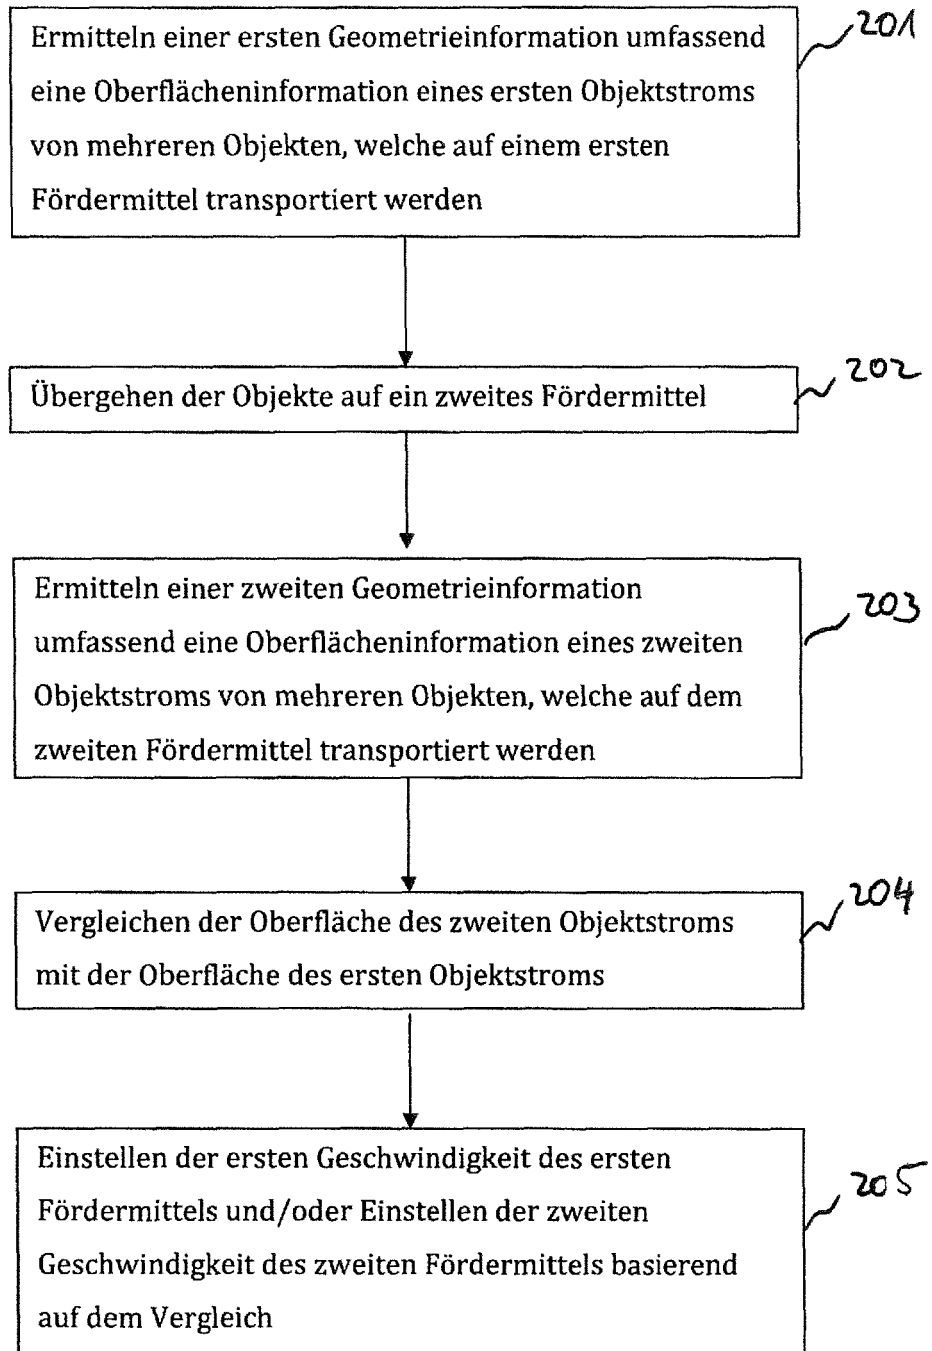 Ermitteln einer ersten Geometrieinformation umfassend
eine Oberflächeninformation eines ersten Objektstroms
von mehreren Objekten, welche auf einem ersten
Fördermittel transportiert werden
201
Übergehen der Objekte auf ein zweites Fördermittel
202
Ermitteln einer zweiten Geometrieinformation
umfassend eine Oberflächeninformation eines zweiten
Objektstroms von mehreren Objekten, welche auf dem
zweiten Fördermittel transportiert werden
203
Vergleichen der Oberfläche des zweiten Objektstroms
mit der Oberfläche des ersten Objektstroms
204
Einstellen der ersten Geschwindigkeit des ersten
Fördermittels und/oder Einstellen der zweiten
Geschwindigkeit des zweiten Fördermittels basierend
auf dem Vergleich
205